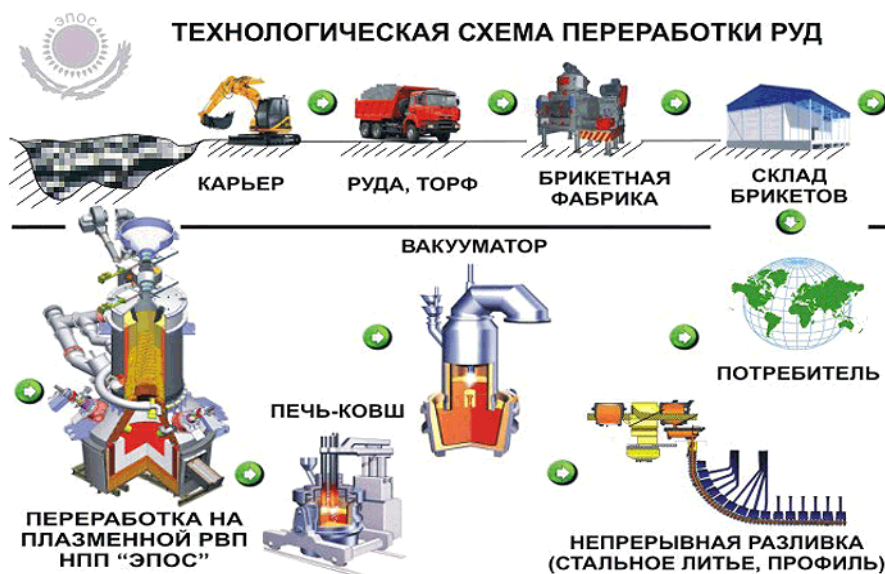 ЭПОС
ТЕХНОЛОГИЧЕСКАЯ СХЕМА ПЕРЕРАБОТКИ РУД
КАРЬЕР
РУДА, ТОРФ
БРИКЕТНАЯ
ФАБРИКА
СКЛАД
БРИКЕТОВ
ВАКУУМАТОР
ПОТРЕБИТЕЛЬ
ПЕЧЬ-КОВШ
ПЕРЕРАБОТКА НА
ПЛАЗМЕННОЙ РВП
НПП “ЭПОС”
НЕПРЕРЫВНАЯ РАЗЛИВКА
(СТАЛЬНОЕ ЛИТЬЕ, ПРОФИЛЬ)